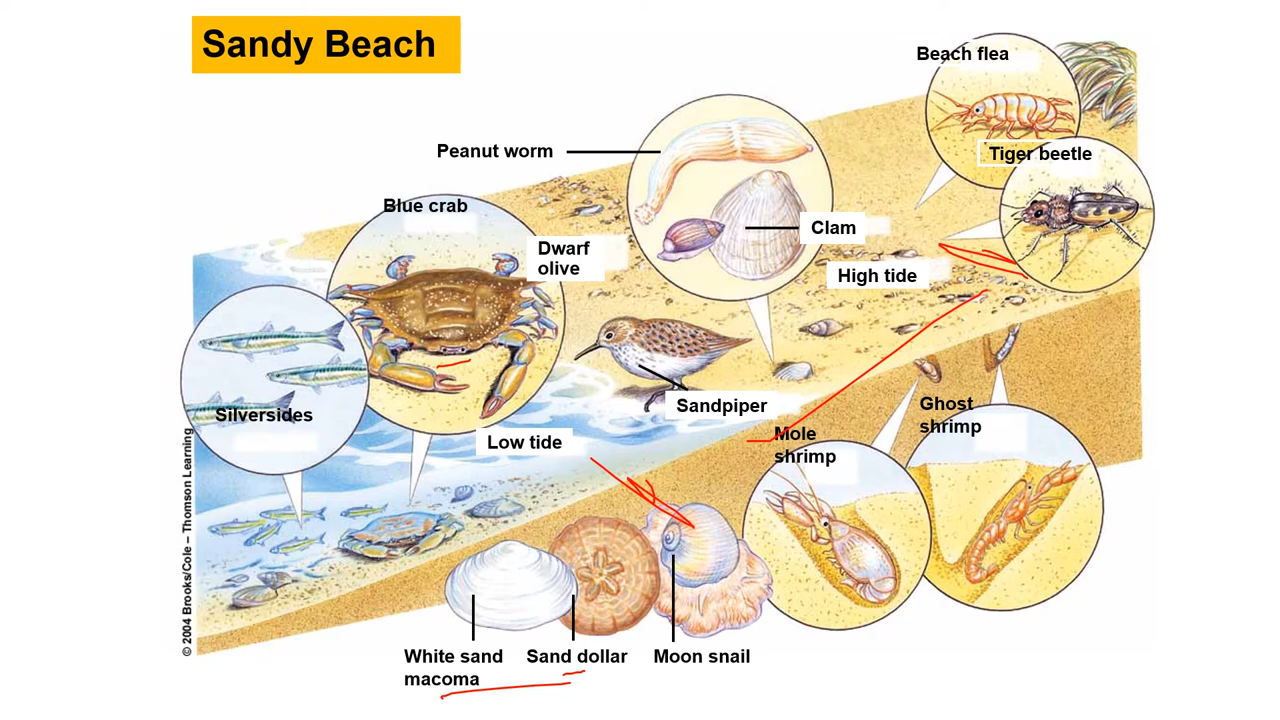 Sandy Beach
Beach flea
Tiger beetle
Peanut worm
Blue crab
Clam
Dwarf
olive
High tide
Sandpiper
Silversides
Low tide
Mole
shrimp
Ghost
shrimp
White sand
macoma
Sand dollar
Moon snail
© 2004 Brooks/Cole – Thomson Learning